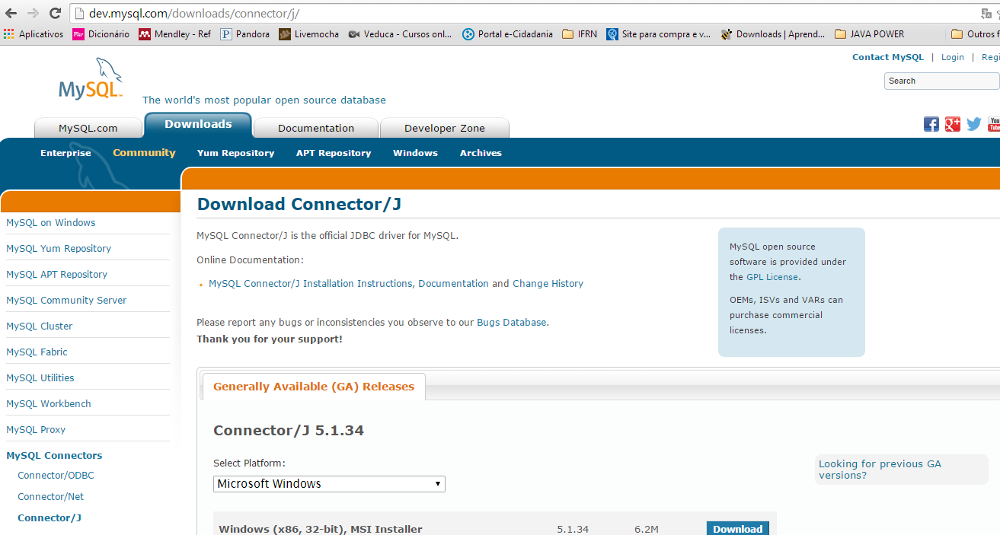 dev.mysql.com/downloads/connector/j/
Aplicativos Dicionário Mendley - Ref Pandora Livemocha Veduca - Cursos onl... Portal e-Cidadania IFRN Site para compra e v... Downloads | Aprend... JAVA POWER Outros f
Contact MySQL | Login | Regi
MySQL™
The world's most popular open source database
Search
MySQL.com Downloads Documentation Developer Zone
Enterprise Community Yum Repository APT Repository Windows Archives
MySQL on Windows
MySQL Yum Repository
MySQL APT Repository
MySQL Community Server
MySQL Cluster
MySQL Fabric
MySQL Utilities
MySQL Workbench
MySQL Proxy
MySQL Connectors
Connector/ODBC
Connector/Net
Connector/J
Download Connector/J
MySQL Connector/J is the official JDBC driver for MySQL.
Online Documentation:
MySQL Connector/J Installation Instructions, Documentation and Change History
Please report any bugs or inconsistencies you observe to our Bugs Database.
Thank you for your support!
MySQL open source
software is provided under
the GPL License.
OEMs, ISVs and VARs can
purchase commercial
licenses.
Generally Available (GA) Releases
Connector/J 5.1.34
Select Platform:
Microsoft Windows
Looking for previous GA
versions?
Windows (x86, 32-bit), MSI Installer 5.1.34 6.2M Download